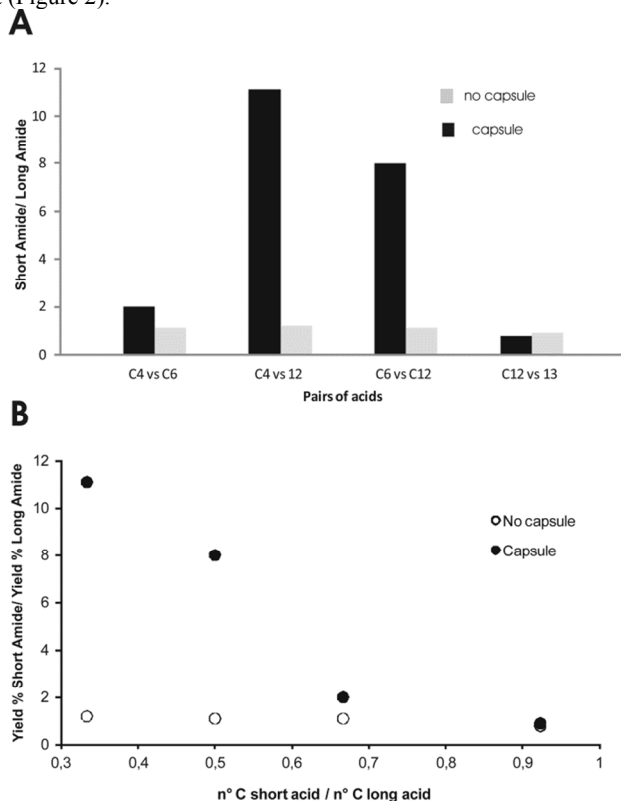 (Figure 2).
A
12
10
8
6
4
2
0
Short Amide/ Long Amide
no capsule
capsule
C4 vs C6 C4 vs 12 C6 vs C12 C12 vs 13
Pairs of acids
B
12
10
8
6
4
2
0
Yield % Short Amide/ Yield % Long Amide
No capsule
Capsule
0,3 0,4 0,5 0,6 0,7 0,8 0,9 1
n° C short acid / n° C long acid